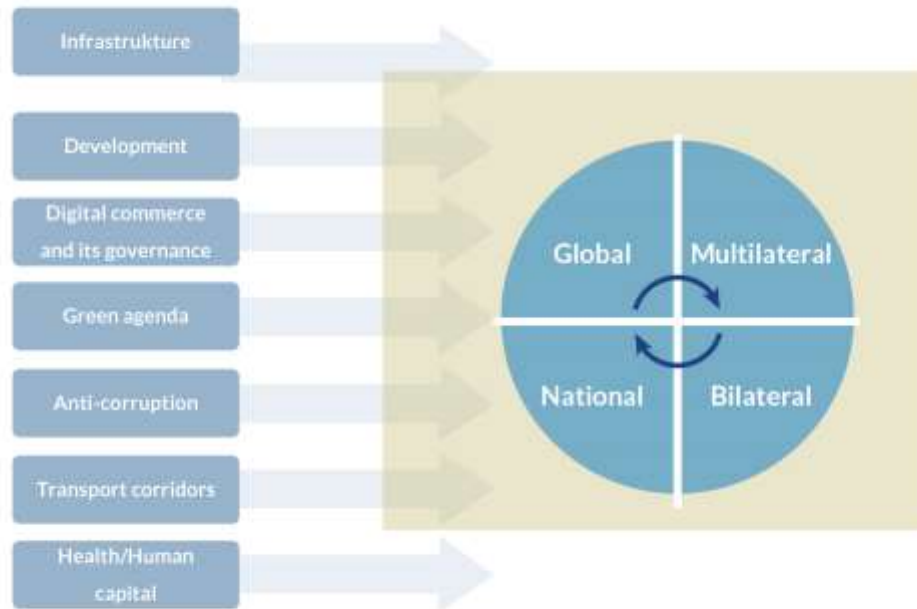 Infrastrukture
Development
Digital commerce
and its governance
Green agenda
Anti-corruption
Transport corridors
Health/Human
capital
Global
Multilateral
National
Bilateral